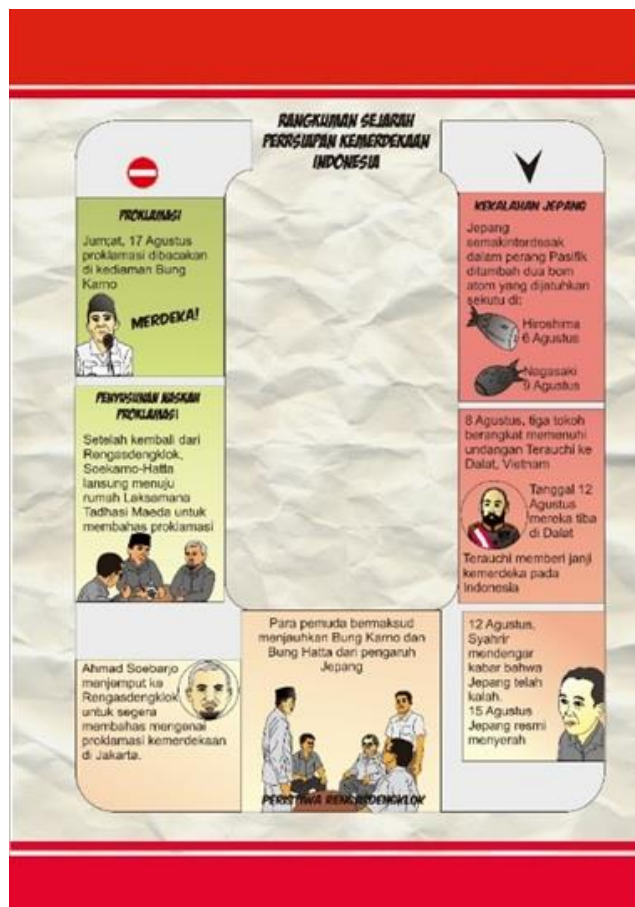 RANGKUMAN SEJARAH
PERRSIAPAN KEMERDEKAAN
INDONESIA
KEKALAHAN JEPANG
Jepang
semakinterdesak
dalam perang Pasifik
ditambah dua bom
atom yang dijatuhkan
sekutu di:
Hiroshima
6 Agustus
Nagasaki
9 Agustus
8 Agustus, tiga tokoh
berangkat memenuhi
undangan Terauchi ke
Dalat, Vietnam
Tanggal 12
Agustus
mereka tiba
di Dalat
Terauchi memberi janji
kemerdeka pada
Indonesia
12 Agustus,
Syahrir
mendengar
kabar bahwa
Jepang telah
kalah.
15 Agustus
Jepang resmi
menyerah
Para pemuda bermaksud
menjauhkan Bung Karno dan
Bung Hatta dari pengaruh
Jepang
PERISTIWA RENGASDENGKLOK
Ahmad Soebarjo
menjemput ke
Rengasdengklok
untuk segera
membahas mengenai
proklamasi kemerdekaan
di Jakarta.
PENYUSUNAN NASKAH
PROKLAMASI
Setelah kembali dari
Rengasdengklok,
Soekarno-Hatta
lansung menuju
rumah Laksamana
Tadhasi Maeda untuk
membahas proklamasi
PROKLAMASI
Jumçat, 17 Agustus
proklamasi dibacakan
di kediaman Bung
Karno
MERDEKA!